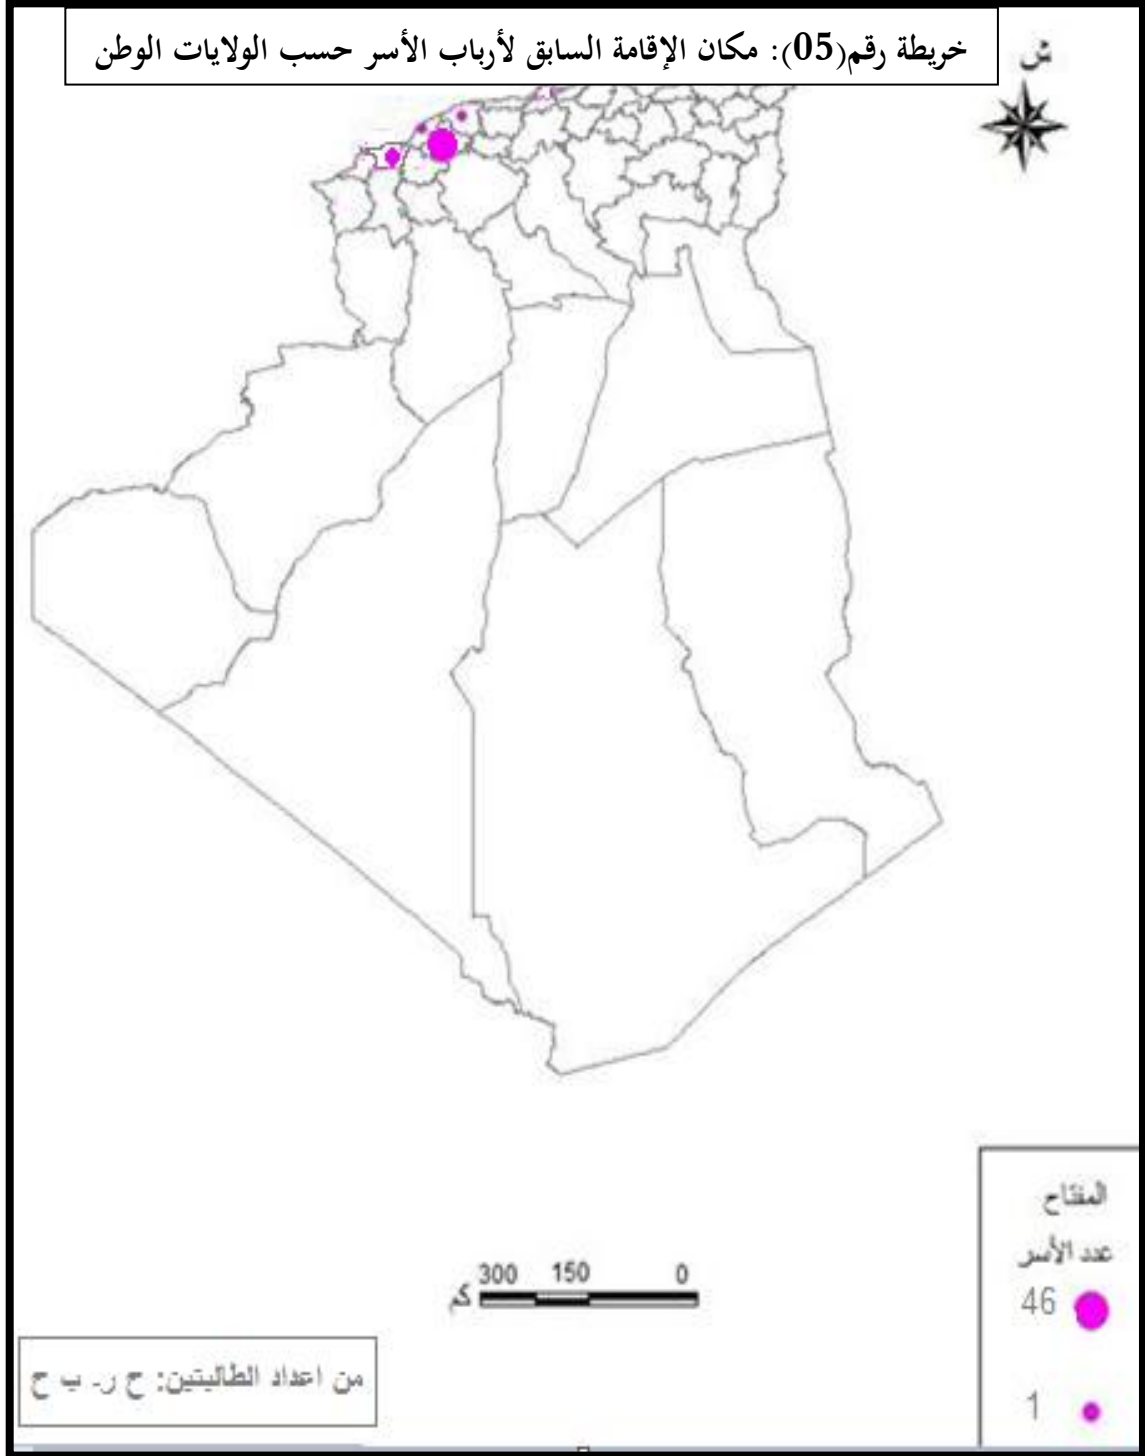 خريطة رقم(05): مكان الإقامة السابق لأرباب الأسر حسب الولايات الوطن
ش
المفتاح
عدد الأسر
46
1
300 150 0
كم
من اعداد الطالبتين: ح ر- ب ح